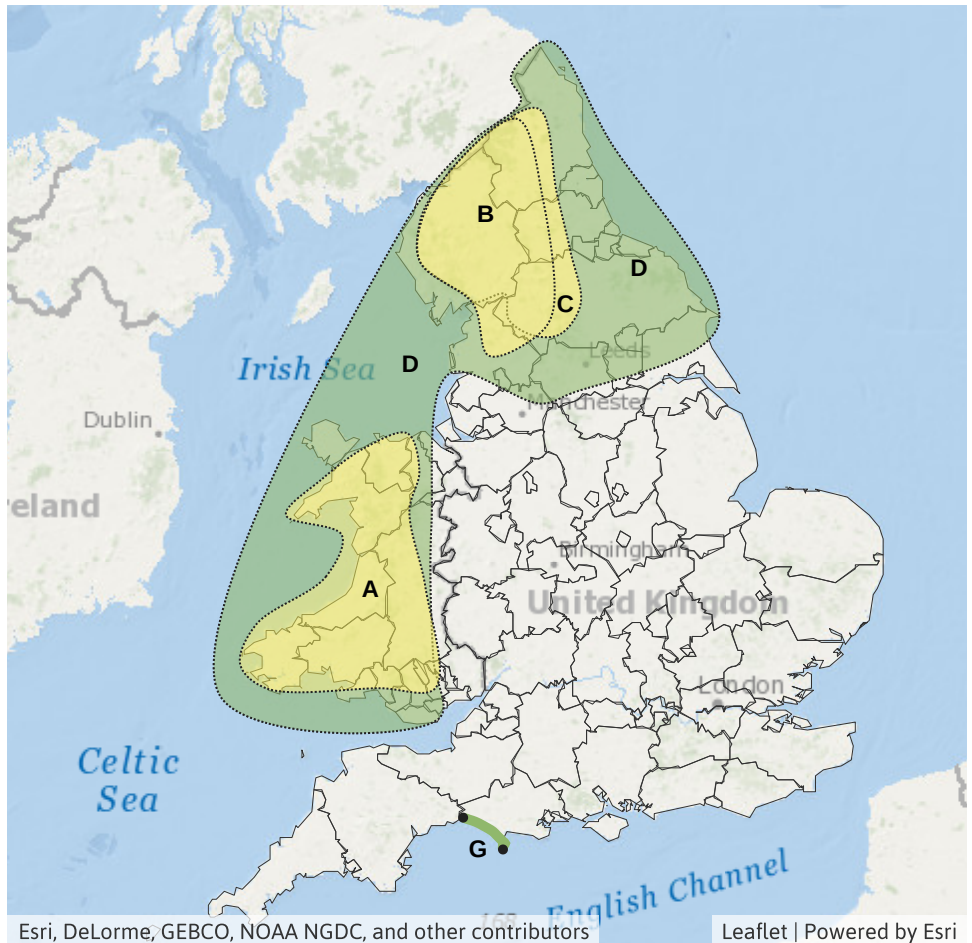 B
D
C
Leeds
D
Irish Sea
Manchester
Dublin
reland
Birmingham
A
United Kingdom
London
Celtic
Sea
G
English Channel
168
Esri, DeLorme, GEBCO, NOAA NGDC, and other contributors
Leaflet | Powered by Esri